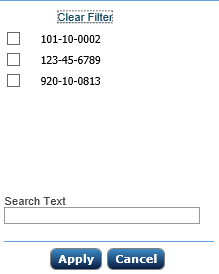 Clear Filter
101-10-0002
123-45-6789
920-10-0813
Search Text
Apply Cancel